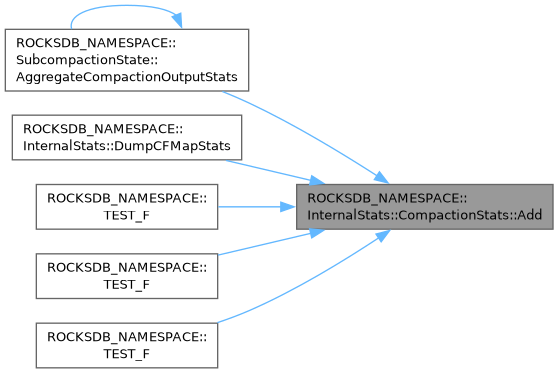 ROCKSDB_NAMESPACE::
SubcompactionState::
AggregateCompactionOutputStats
ROCKSDB_NAMESPACE::
InternalStats::DumpCFMapStats
ROCKSDB_NAMESPACE::
TEST_F
ROCKSDB_NAMESPACE::
InternalStats::CompactionStats::Add
ROCKSDB_NAMESPACE::
TEST_F
ROCKSDB_NAMESPACE::
TEST_F